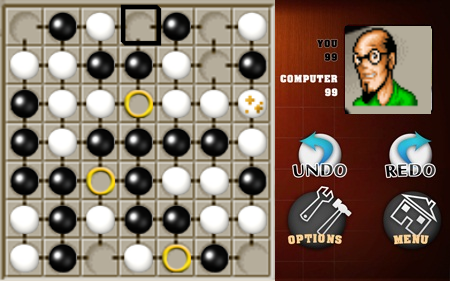 YOU
99
COMPUTER
99
UNDO
REDO
OPTIONS
MENU